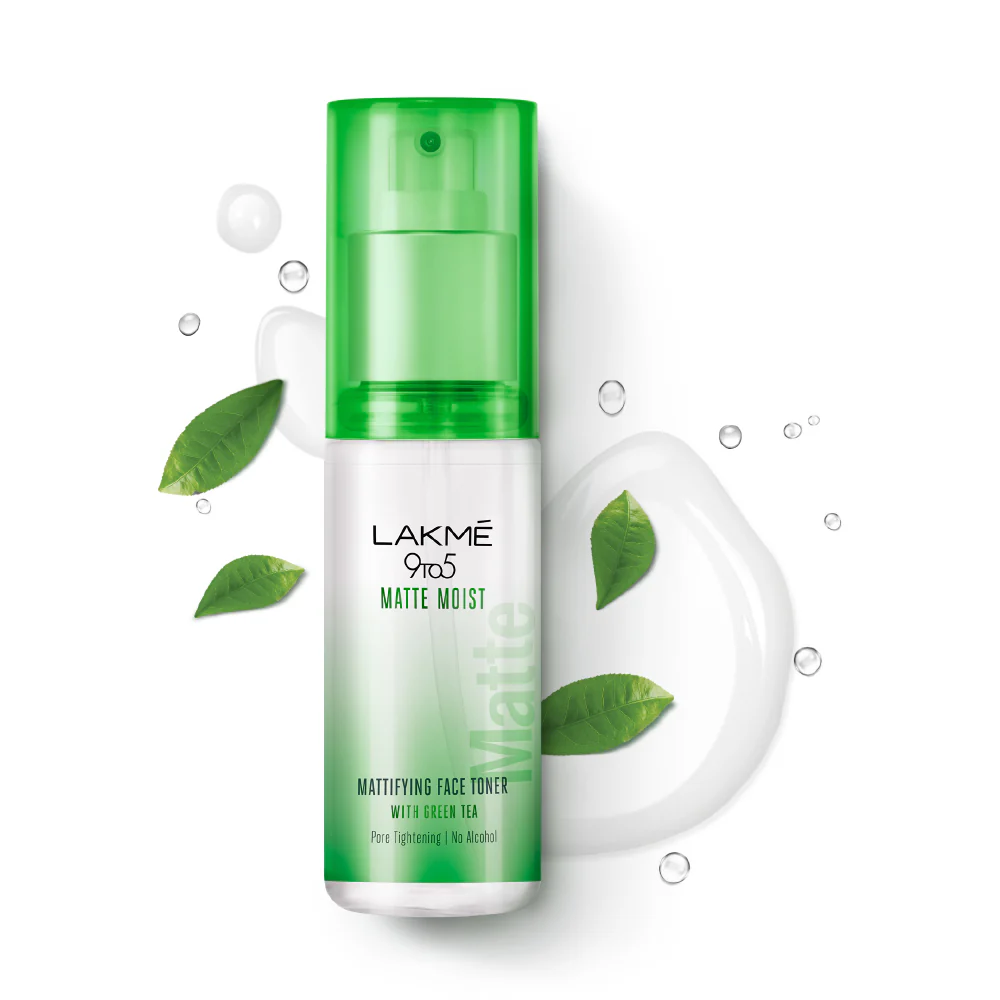 LAKMÉ
9TO5
MATTE MOIST
Matte
MATTIFYING FACE TONER
WITH GREEN TEA
Pore Tightening | No Alcohol